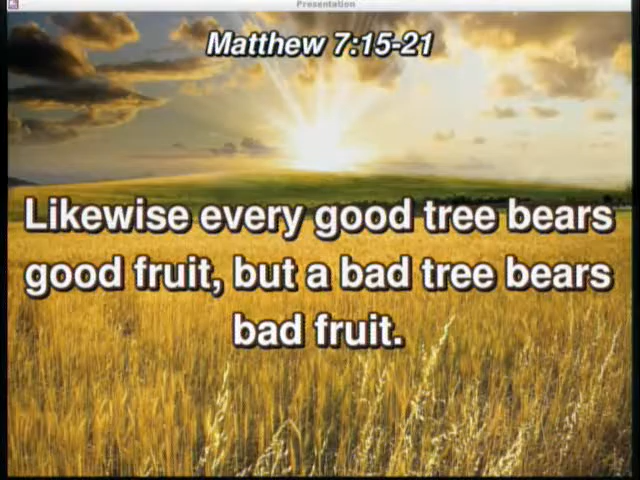 Presentation
Matthew 7:15-21
Likewise every good tree bears
good fruit, but a bad tree bears
bad fruit.